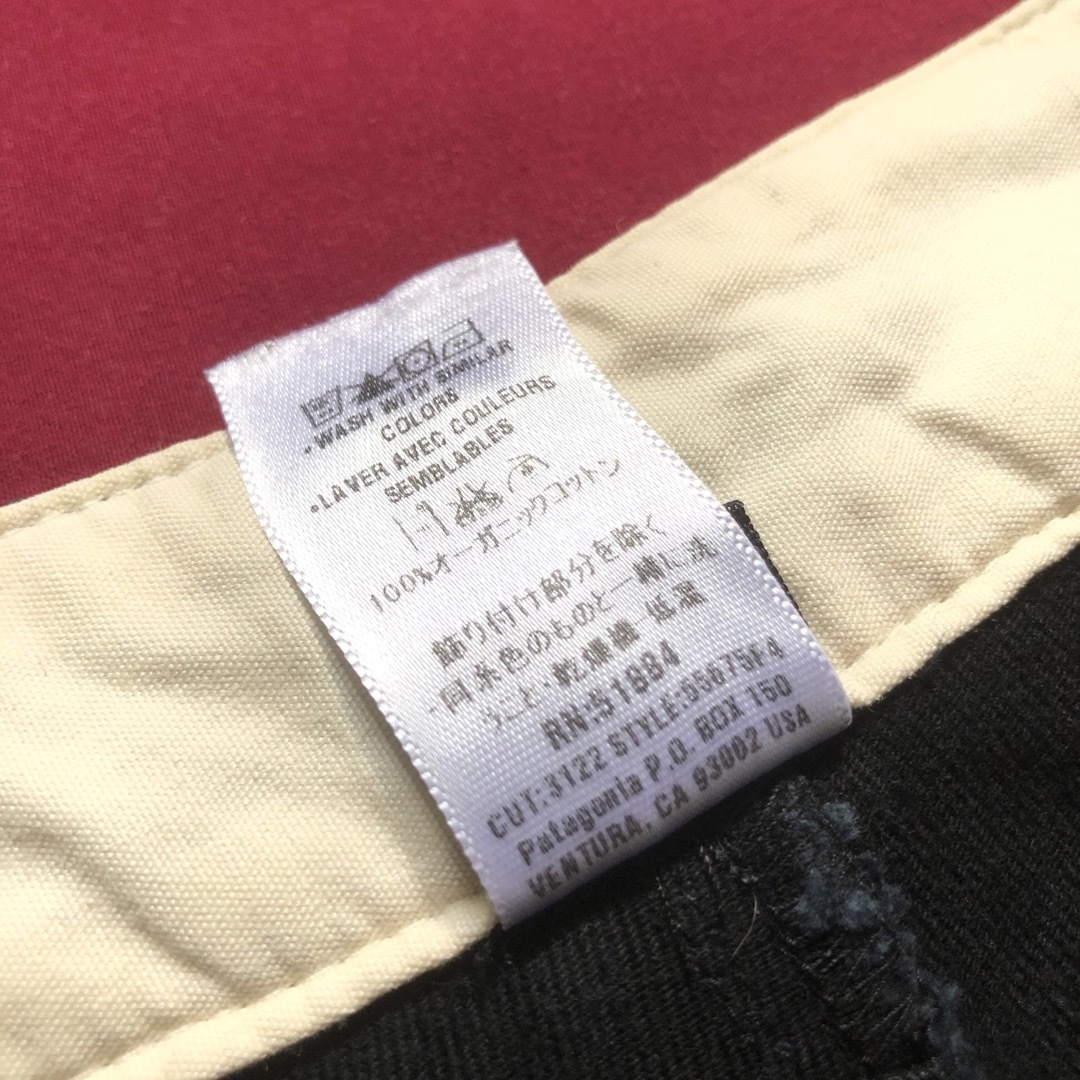 .WASH WITH SIMILAR
COLORS
•LAVER AVEC COULEURS
SEMBLABLES
100%オーガニックコットン
飾り付け部分を除く
-同系色のものと一緒に洗
うこと、乾燥機-低温
RN:51884
CUT:3122 STYLE:55675F4
Patagonia P.O. BOX 150
VENTURA, CA 93002 USA